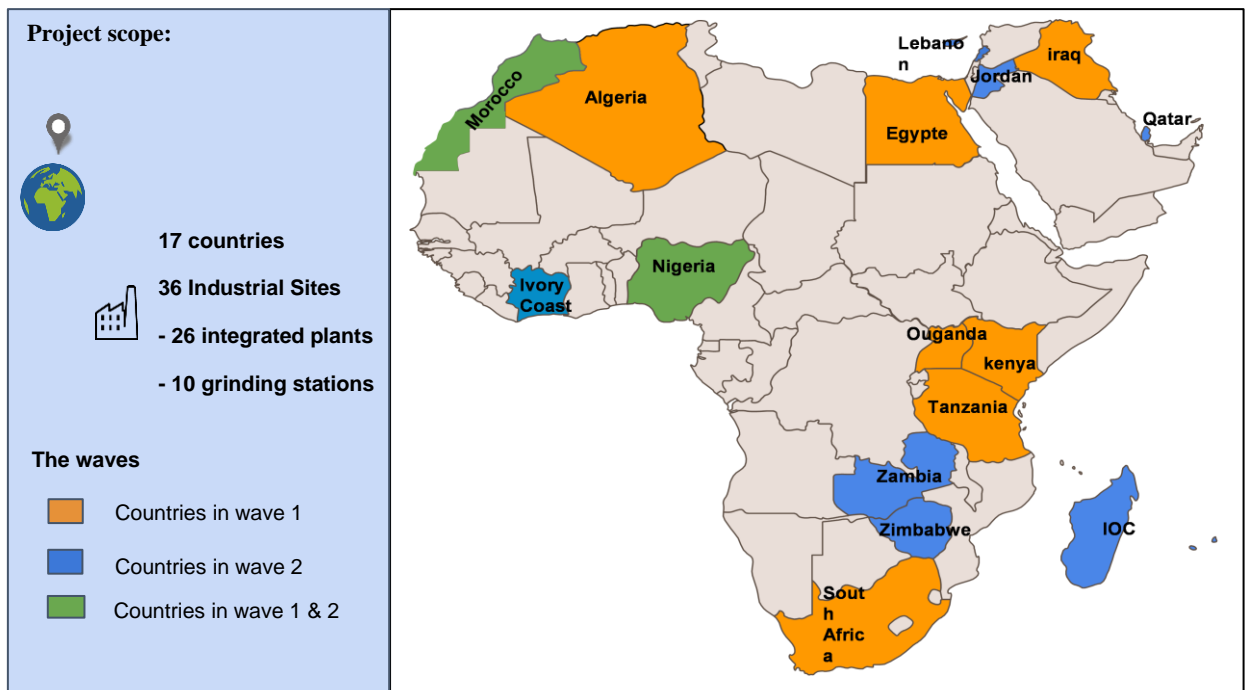 Project scope:
17 countries
36 Industrial Sites
- 26 integrated plants
- 10 grinding stations
The waves
Countries in wave 1
Countries in wave 2
Countries in wave 1 & 2
Lebano
n
iraq
Jordan
Morocco
Algeria
Qatar
Egypte
Nigeria
Ivory
Coast
Ouganda
kenya
Tanzania
Zambia
Zimbabwe
IOC
Sout
h
Afric
a